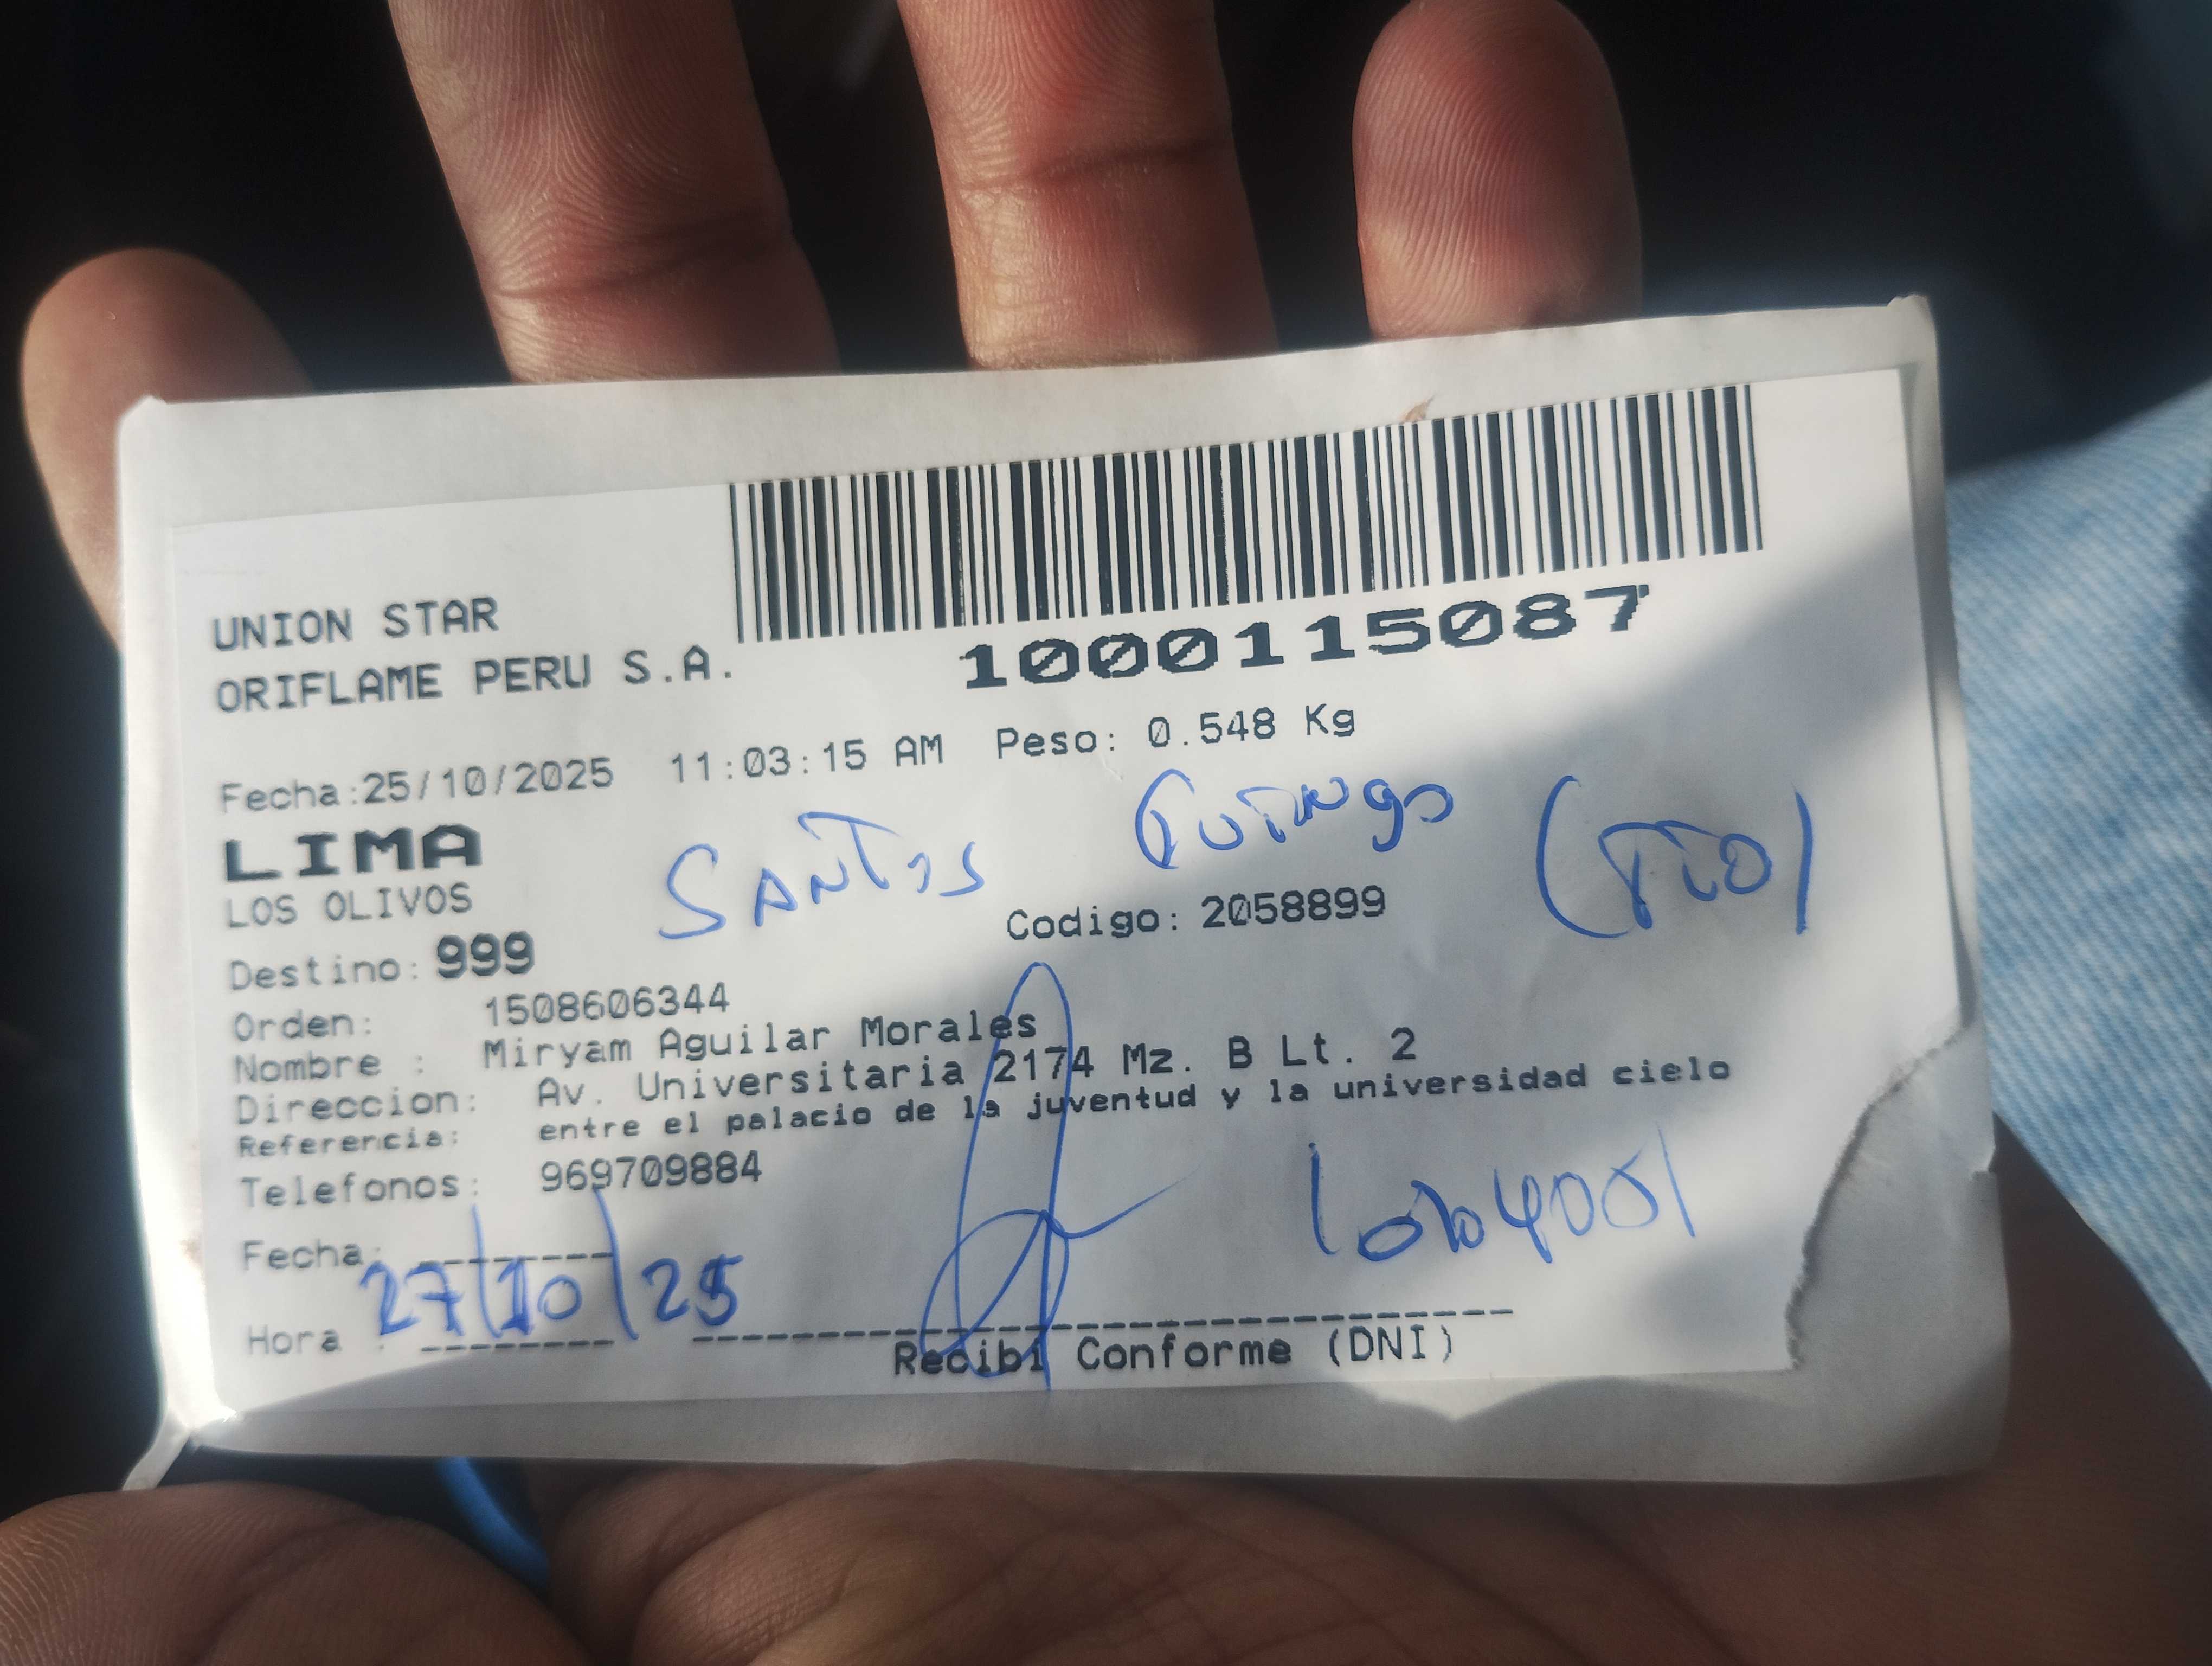 UNION STAR
ORIFLAME PERU S.A.
1000115087
Fecha:25/10/2025 11:03:15 AM Peso: 0.548 Kg
LIMA
SANTOS (TIO)
LOS OLIVOS
Codigo: 2058899
Destino: 999
Orden: 1508606344
Nombre : Miryam Aguilar Morales
Direccion: Av. Universitaria 2174 Mz. B Lt. 2
Referencia: entre el palacio de la juventud y la universidad cielo
Telefonos: 969709884
Fecha:
27/10/25
Hora :
Recibi Conforme (DNI)